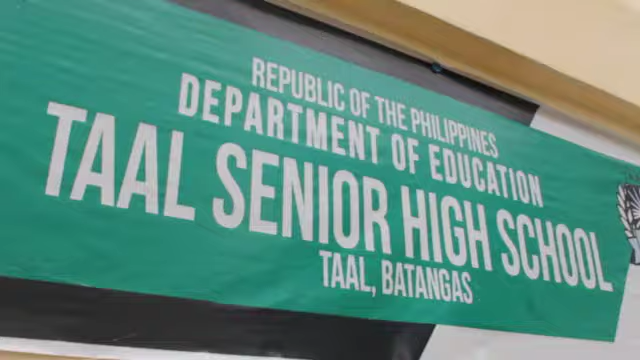 REPUBLIC OF THE PHILIPPINES
DEPARTMENT OF EDUCATION
TAAL SENIOR HIGH SCHOOL
TAAL, BATANGAS